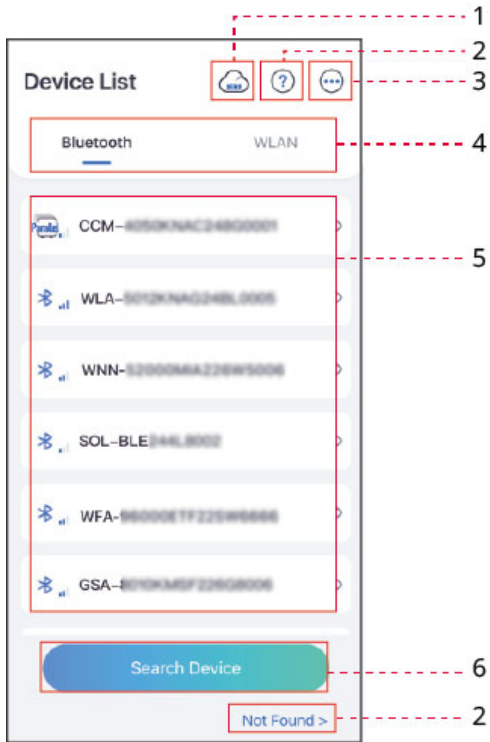 1
2
3
Device List
?
Bluetooth WLAN
4
CCM-
5
WLA-
WNN-
SOL-BLE
WFA-
GSA-
Search Device
6
Not Found >
2